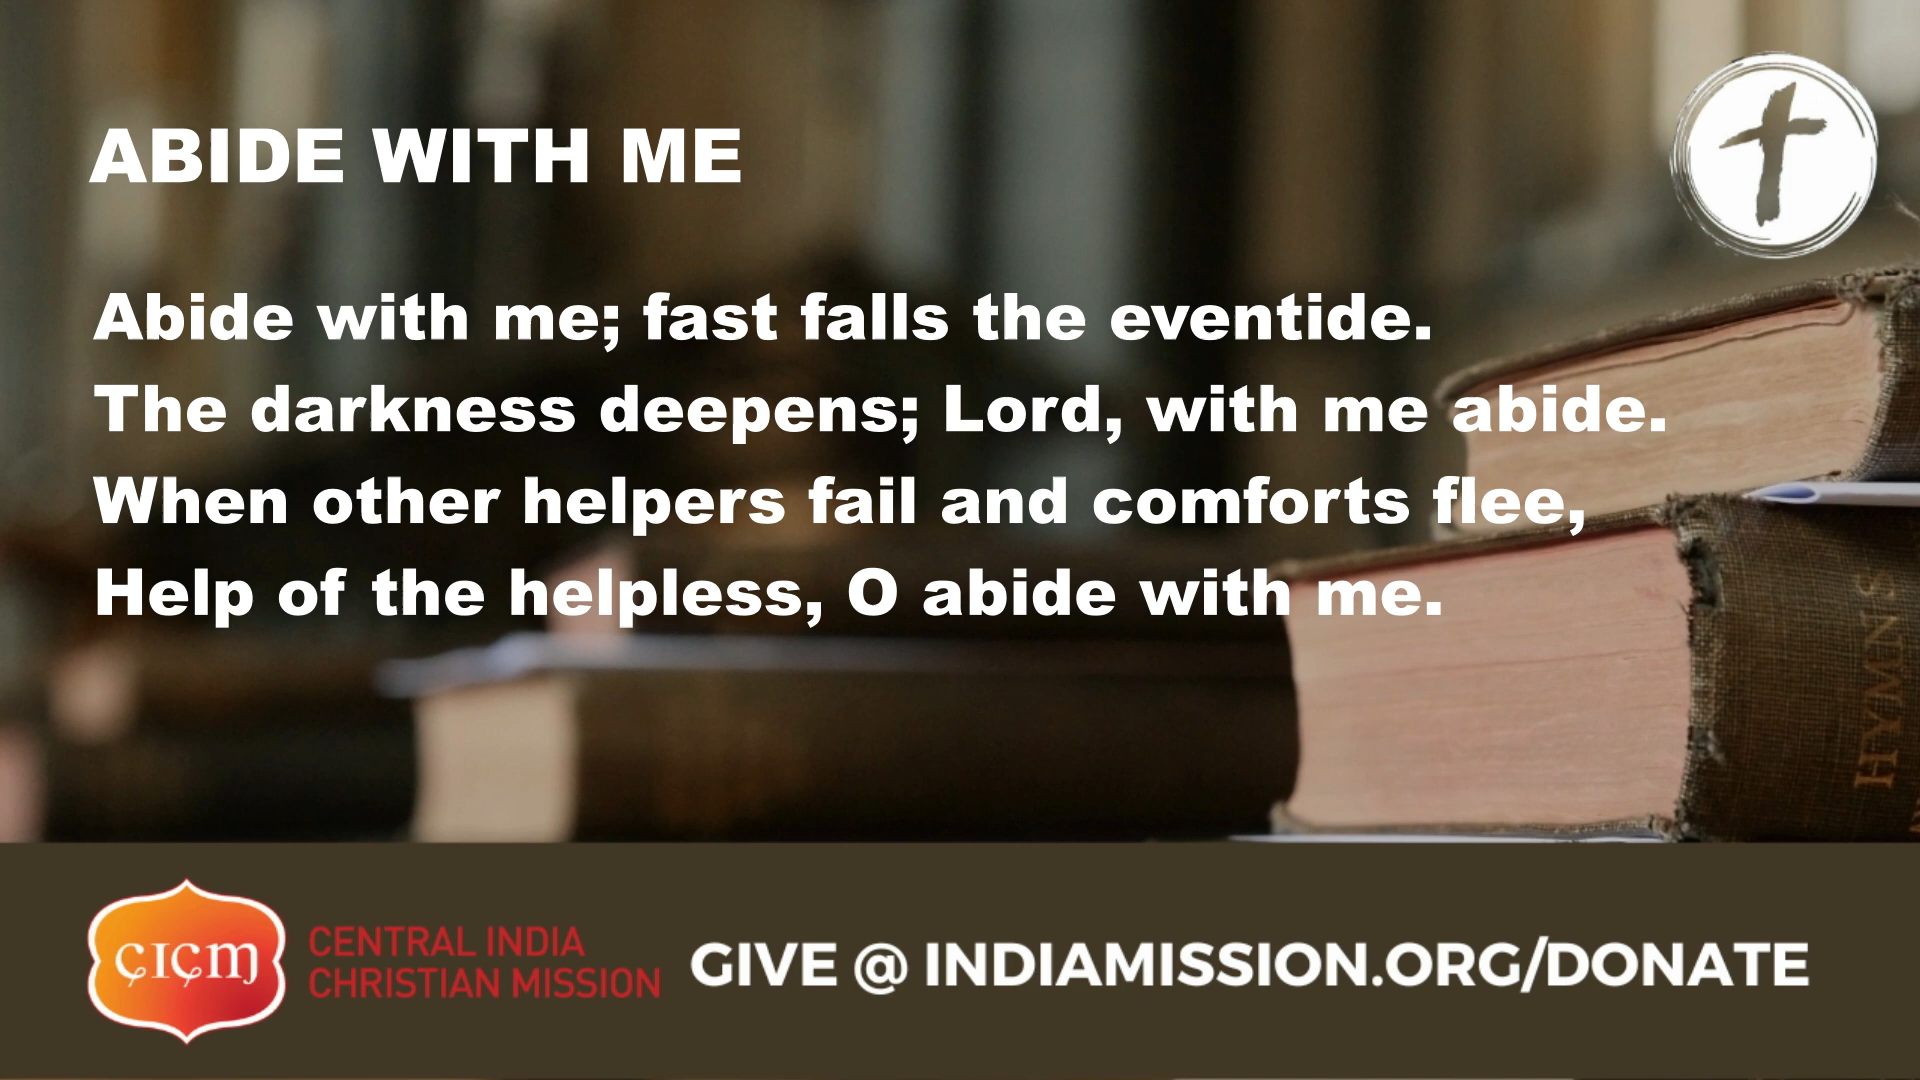 ABIDE WITH ME
Abide with me; fast falls the eventide.
The darkness deepens; Lord, with me abide.
When other helpers fail and comforts flee,
Help of the helpless, O abide with me.
HYMNS
CICM
CENTRAL INDIA
CHRISTIAN MISSION
GIVE @ INDIAMISSION.ORG/DONATE